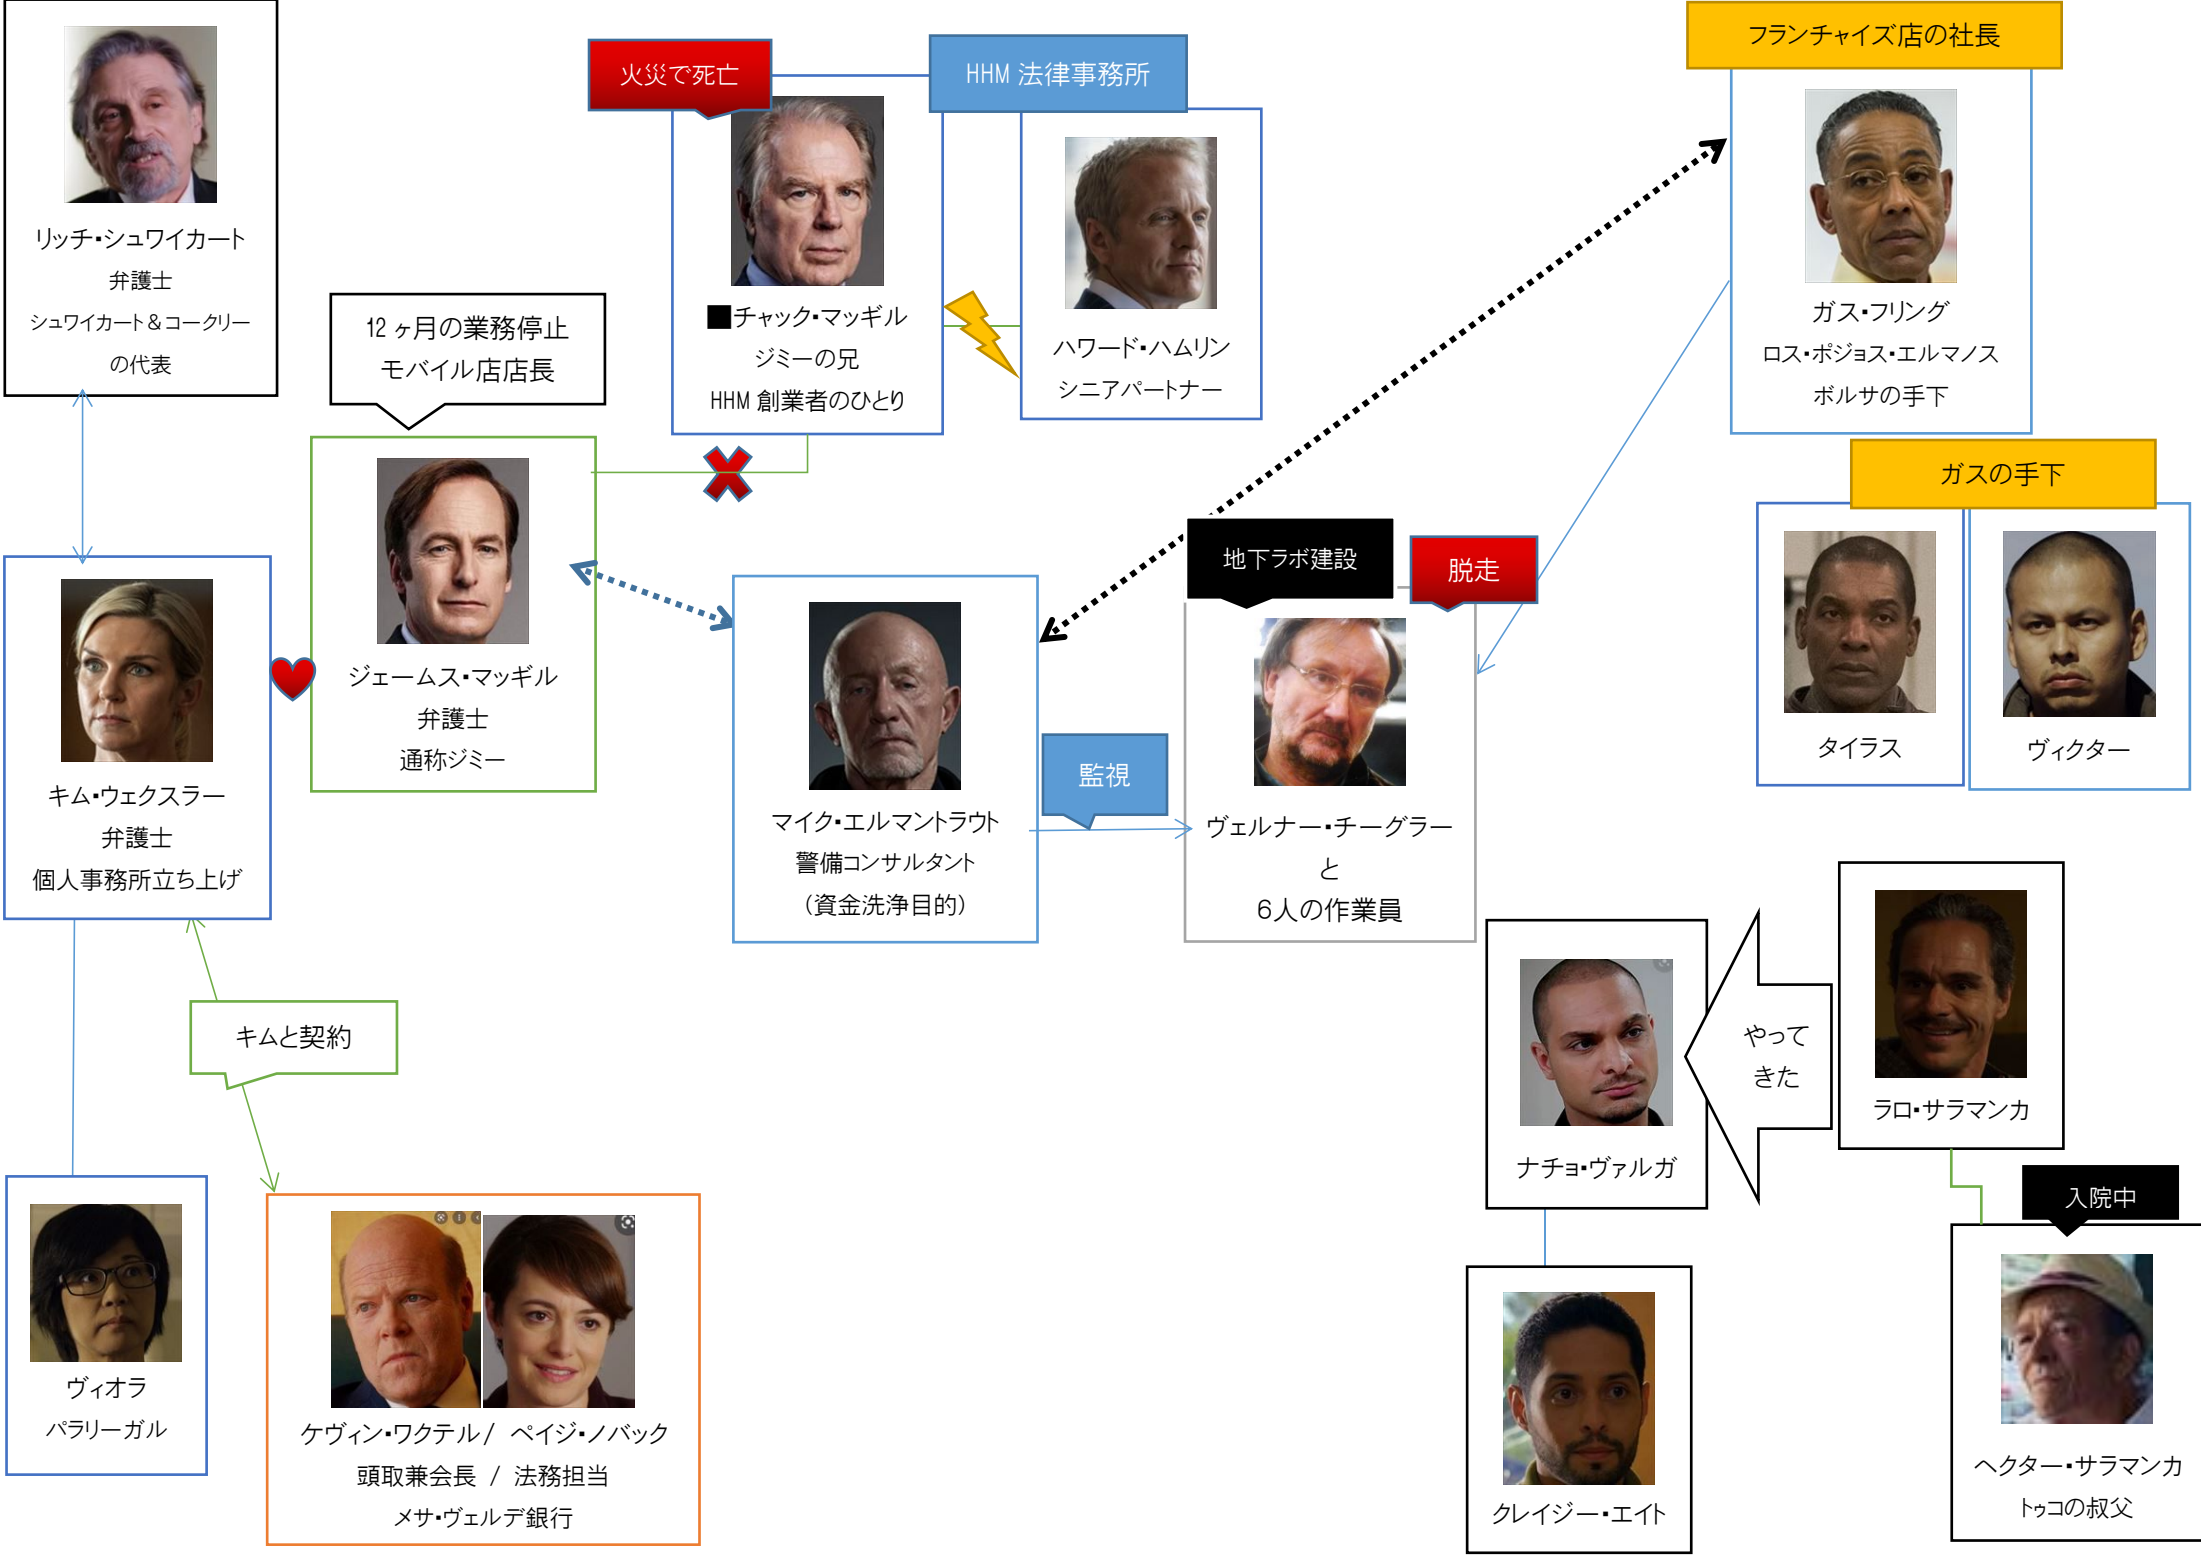 フランチャイズ店の社長
火災で死亡
HHM 法律事務所
リッチ・シュワイカート
弁護士
シュワイカート＆コークリー
の代表
12ヶ月の業務停止
モバイル店店長
■チャック・マッギル
ジミーの兄
HHM 創業者のひとり
ハワード・ハムリン
シニアパートナー
ガス・フリング
ロス・ポジョス・エルマノス
ボルサの手下
ガスの手下
タイラス
ヴィクター
地下ラボ建設
脱走
ジェームス・マッギル
弁護士
通称ジミー
キム・ウェクスラー
弁護士
個人事務所立ち上げ
マイク・エルマントラウト
警備コンサルタント
（資金洗浄目的）
監視
ヴェルナー・チーグラー
と
6人の作業員
キムと契約
やって
きた
ラロ・サラマンカ
ナチョ・ヴァルガ
入院中
ヴィオラ
パラリーガル
ケヴィン・ワクテル / ペイジ・ノバック
頭取兼会長 / 法務担当
メサ・ヴェルデ銀行
クレイジー・エイト
ヘクター・サラマンカ
トゥコの叔父